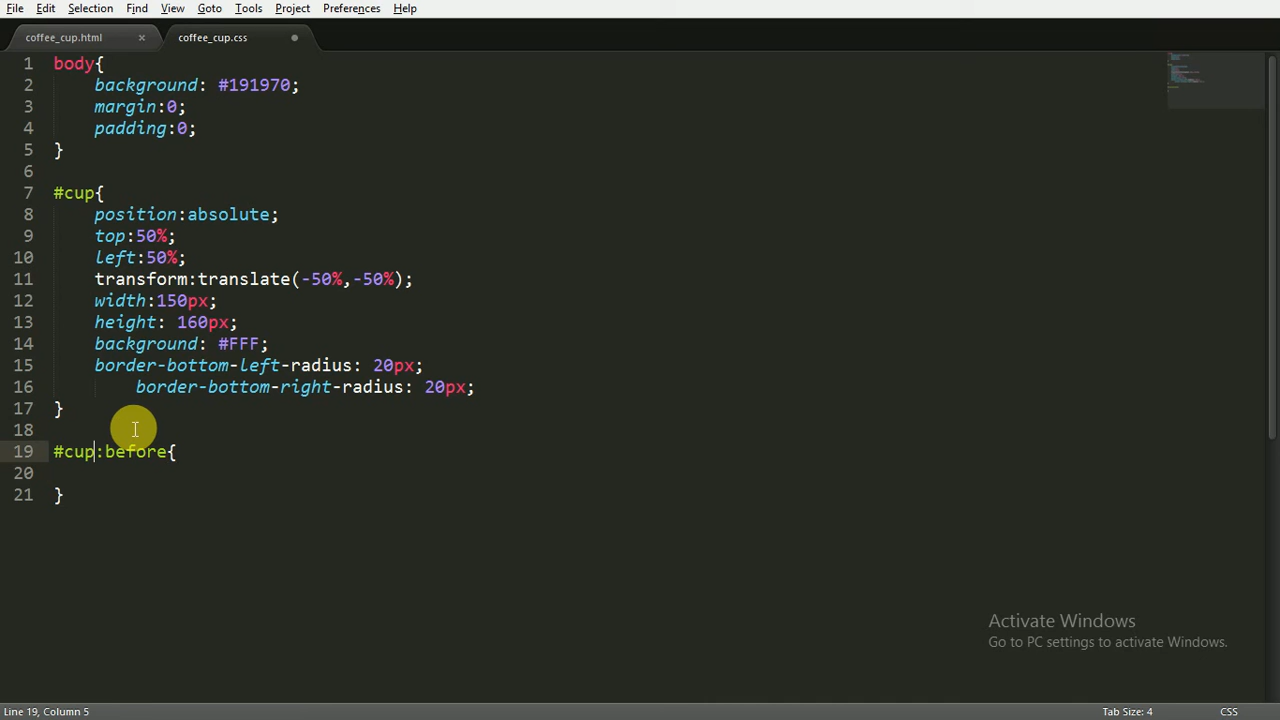 File Edit Selection Find View Goto Tools Project Preferences Help
coffee_cup.html × coffee_cup.css
1 body{
2 background: #191970;
3 margin:0;
4 padding:0;
5 }
6
7 #cup{
8 position:absolute;
9 top:50%;
10 left:50%;
11 transform:translate(-50%,-50%);
12 width:150px;
13 height: 160px;
14 background: #FFF;
15 border-bottom-left-radius: 20px;
16 border-bottom-right-radius: 20px;
17 }
18
19 #cup:before{
20
21 }
Activate Windows
Go to PC settings to activate Windows.
Line 19, Column 5 Tab Size: 4 CSS